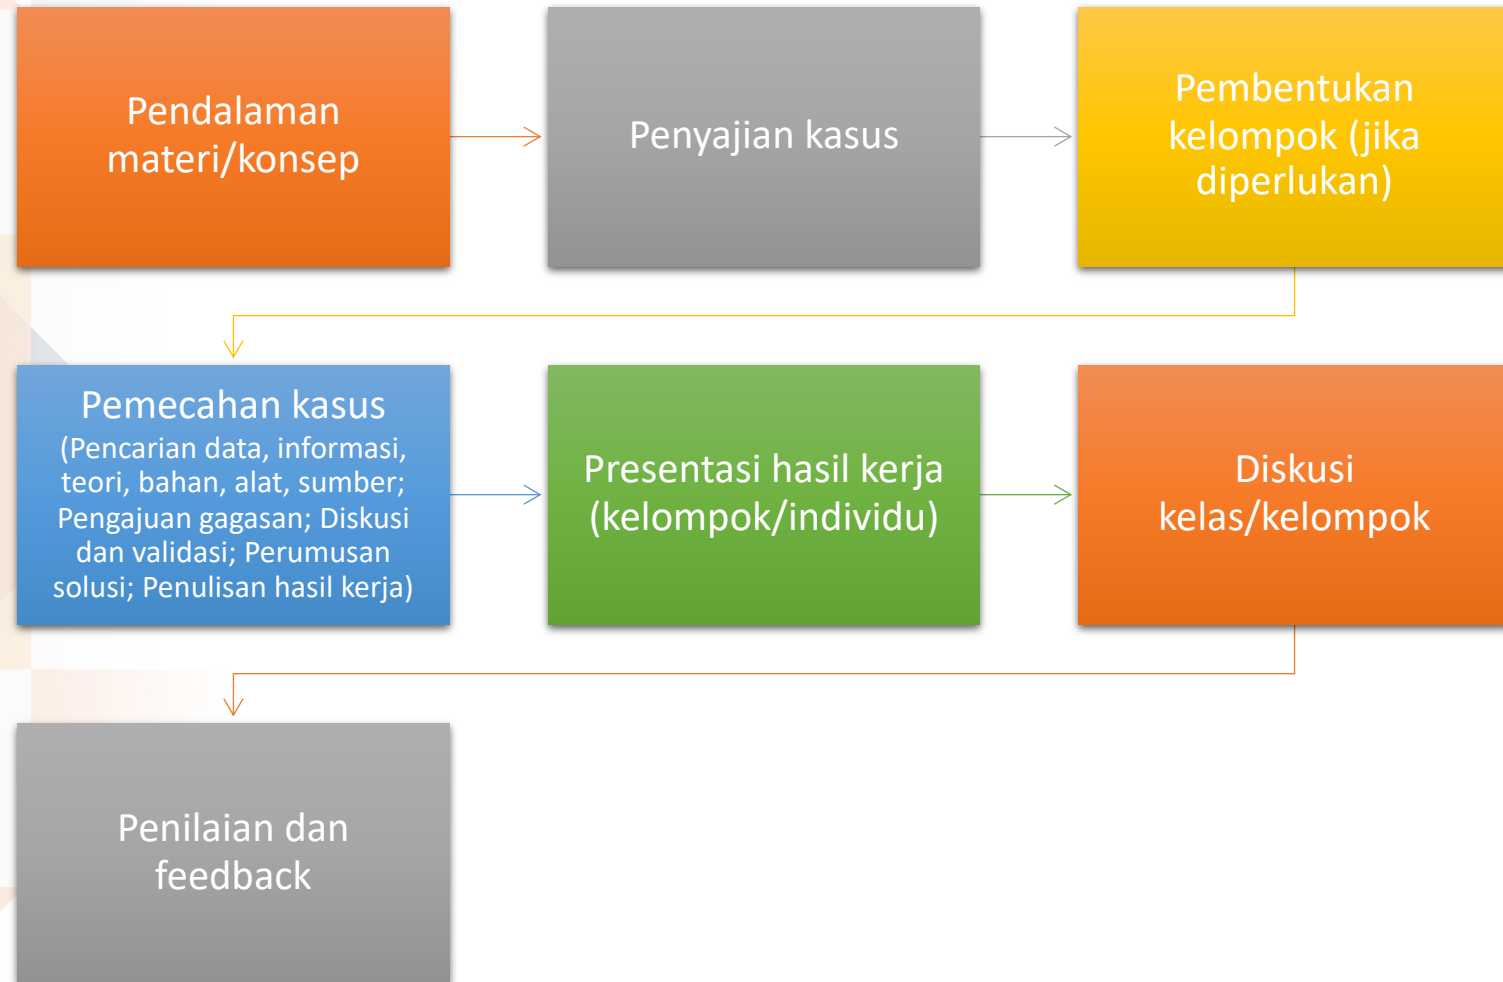 Pendalaman
materi/konsep
Penyajian kasus
Pembentukan
kelompok (jika
diperlukan)
Pemecahan kasus
(Pencarian data, informasi,
teori, bahan, alat, sumber;
Pengajuan gagasan; Diskusi
dan validasi; Perumusan
solusi; Penulisan hasil kerja)
Presentasi hasil kerja
(kelompok/individu)
Diskusi
kelas/kelompok
Penilaian dan
feedback